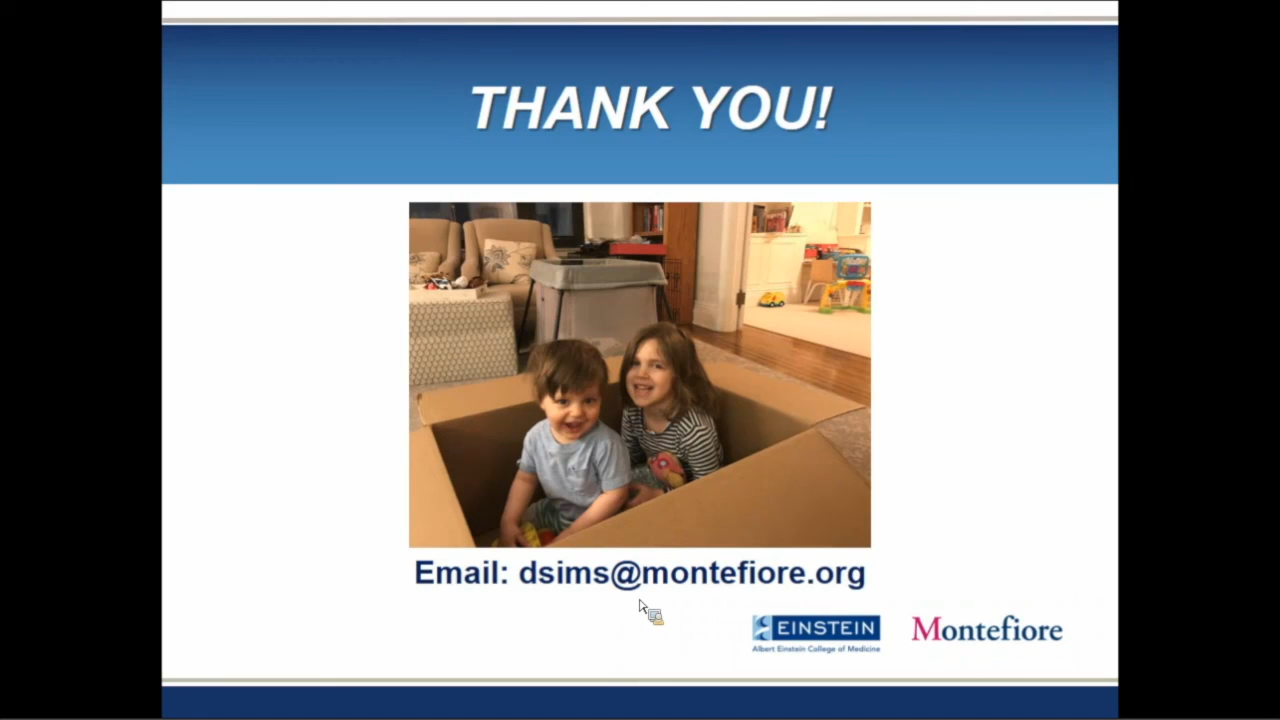 THANK YOU!
Email: dsims@montefiore.org
EINSTEIN
Albert Einstein College of Medicine
Montefiore